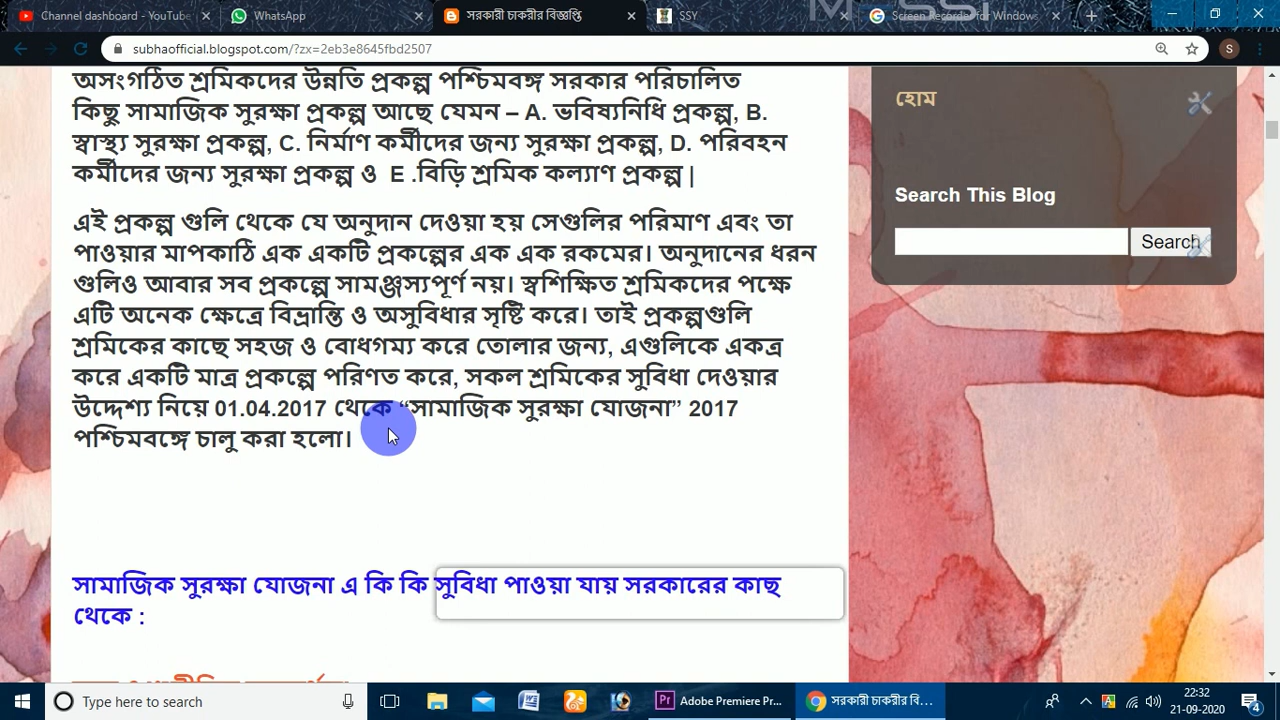 Channel dashboard - YouTube
WhatsApp
সরকারী চাকরীর বিজ্ঞপ্তি
SSY
Screen Recorder for Windows
subhaofficial.blogspot.com/?zx=2eb3e8645fbd2507
S
অসংগঠিত শ্রমিকদের উন্নতি প্রকল্প পশ্চিমবঙ্গ সরকার পরিচালিত
কিছু সামাজিক সুরক্ষা প্রকল্প আছে যেমন – A. ভবিষ্যনিধি প্রকল্প, B.
স্বাস্থ্য সুরক্ষা প্রকল্প, C. নির্মাণ কর্মীদের জন্য সুরক্ষা প্রকল্প, D. পরিবহন
কর্মীদের জন্য সুরক্ষা প্রকল্প ও E .বিড়ি শ্রমিক কল্যাণ প্রকল্প |
এই প্রকল্প গুলি থেকে যে অনুদান দেওয়া হয় সেগুলির পরিমাণ এবং তা
পাওয়ার মাপকাঠি এক একটি প্রকল্পের এক এক রকমের। অনুদানের ধরন
গুলিও আবার সব প্রকল্পে সামঞ্জস্যপূর্ণ নয়। স্বশিক্ষিত শ্রমিকদের পক্ষে
এটি অনেক ক্ষেত্রে বিভ্রান্তি ও অসুবিধার সৃষ্টি করে। তাই প্রকল্পগুলি
শ্রমিকের কাছে সহজ ও বোধগম্য করে তোলার জন্য, এগুলিকে একত্র
করে একটি মাত্র প্রকল্পে পরিণত করে, সকল শ্রমিকের সুবিধা দেওয়ার
উদ্দেশ্য নিয়ে 01.04.2017 থেকে “সামাজিক সুরক্ষা যোজনা” 2017
পশ্চিমবঙ্গে চালু করা হলো।
সামাজিক সুরক্ষা যোজনা এ কি কি সুবিধা পাওয়া যায় সরকারের কাছ
থেকে :
হোম
Search This Blog
Search
Type here to search
Adobe Premiere Pr...
সরকারী চাকরীর বি...
22:32
21-09-2020
4